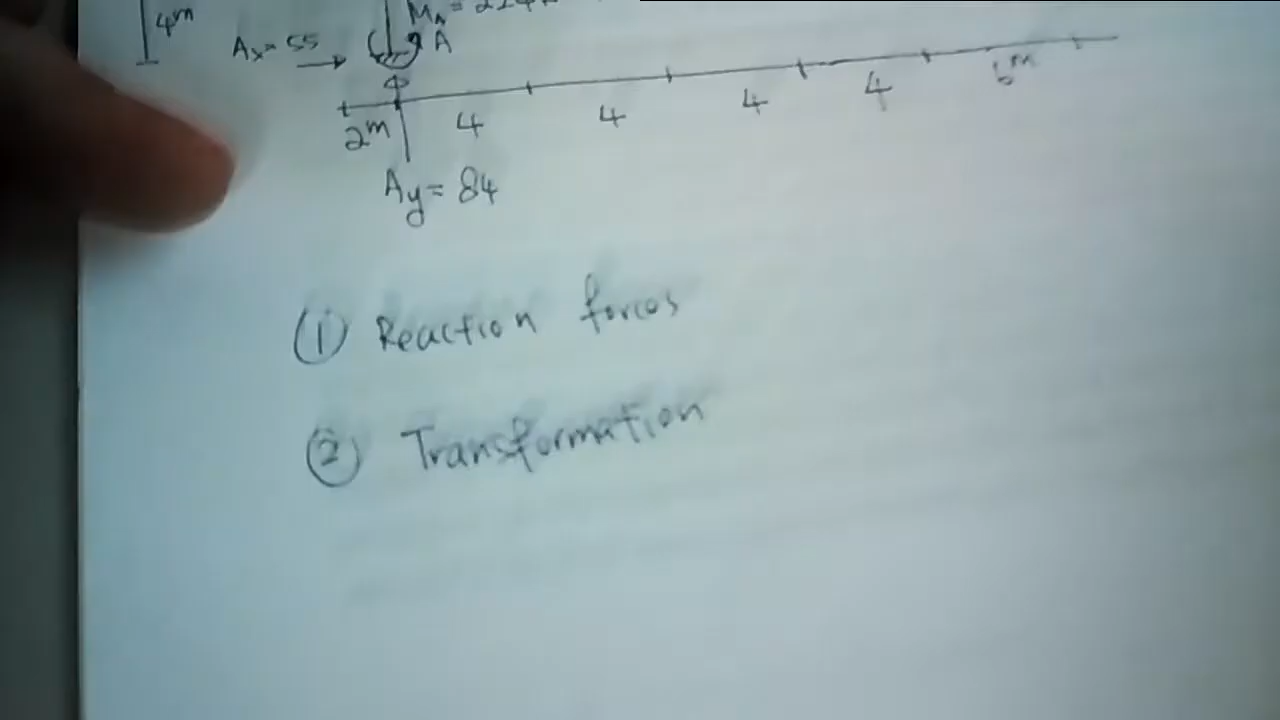 4m
Ax = 55 A
2m 4 4 4 4
Ay = 84
① Reaction forces
② Transformation